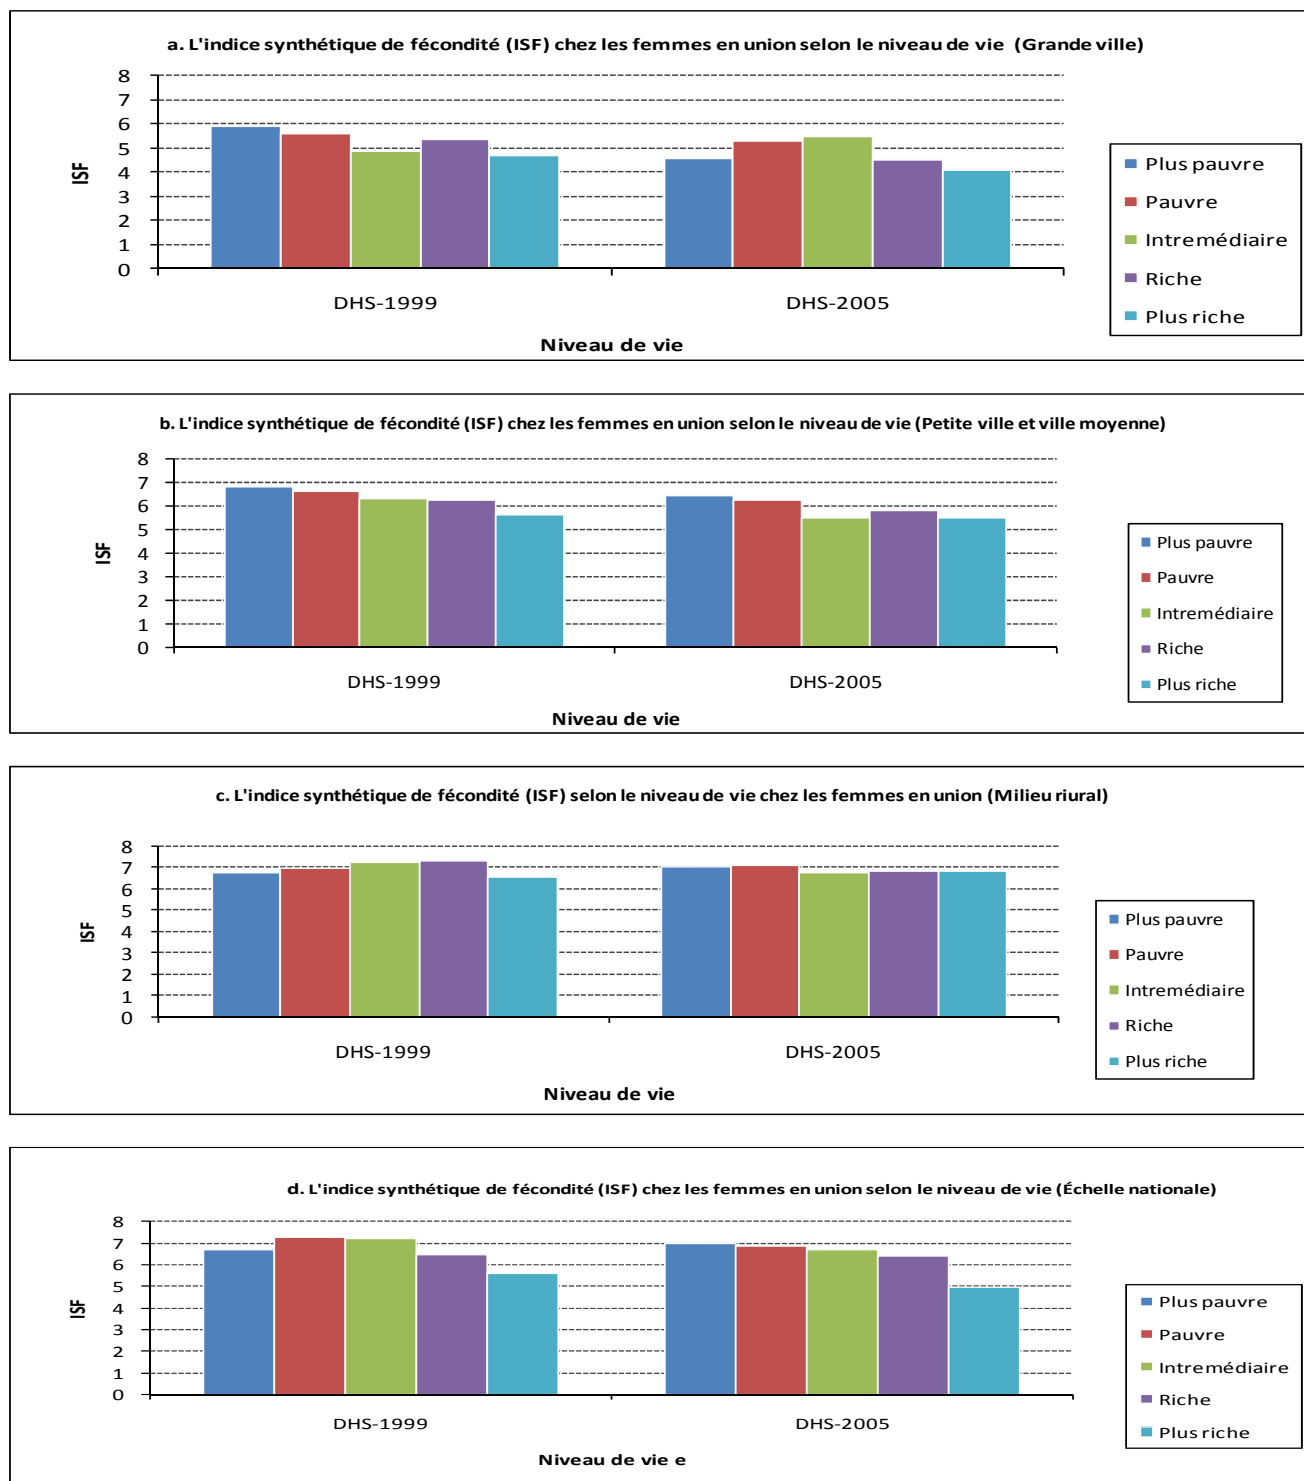 a. L'indice synthétique de fécondité (ISF) chez les femmes en union selon le niveau de vie (Grande ville)
8
7
6
5
4
3
2
1
0
ISF
DHS-1999
DHS-2005
Niveau de vie
Plus pauvre
Pauvre
Intremédiaire
Riche
Plus riche
b. L'indice synthétique de fécondité (ISF) chez les femmes en union selon le niveau de vie (Petite ville et ville moyenne)
8
7
6
5
4
3
2
1
0
ISF
DHS-1999
DHS-2005
Niveau de vie
Plus pauvre
Pauvre
Intremédiaire
Riche
Plus riche
c. L'indice synthétique de fécondité (ISF) selon le niveau de vie chez les femmes en union (Milieu riural)
8
7
6
5
4
3
2
1
0
ISF
DHS-1999
DHS-2005
Niveau de vie
Plus pauvre
Pauvre
Intremédiaire
Riche
Plus riche
d. L'indice synthétique de fécondité (ISF) chez les femmes en union selon le niveau de vie (Échelle nationale)
8
7
6
5
4
3
2
1
0
ISF
DHS-1999
DHS-2005
Niveau de vie e
Plus pauvre
Pauvre
Intremédiaire
Riche
Plus riche